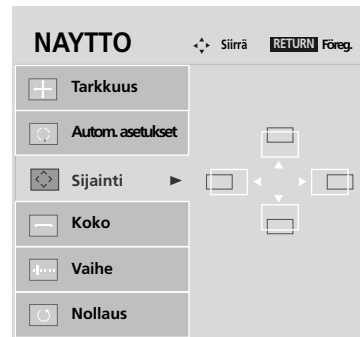 NAYTTO
Siirrä RETURN Föreg.
Tarkkuus
Autom. asetukset
Sijainti
Koko
Vaihe
Nollaus